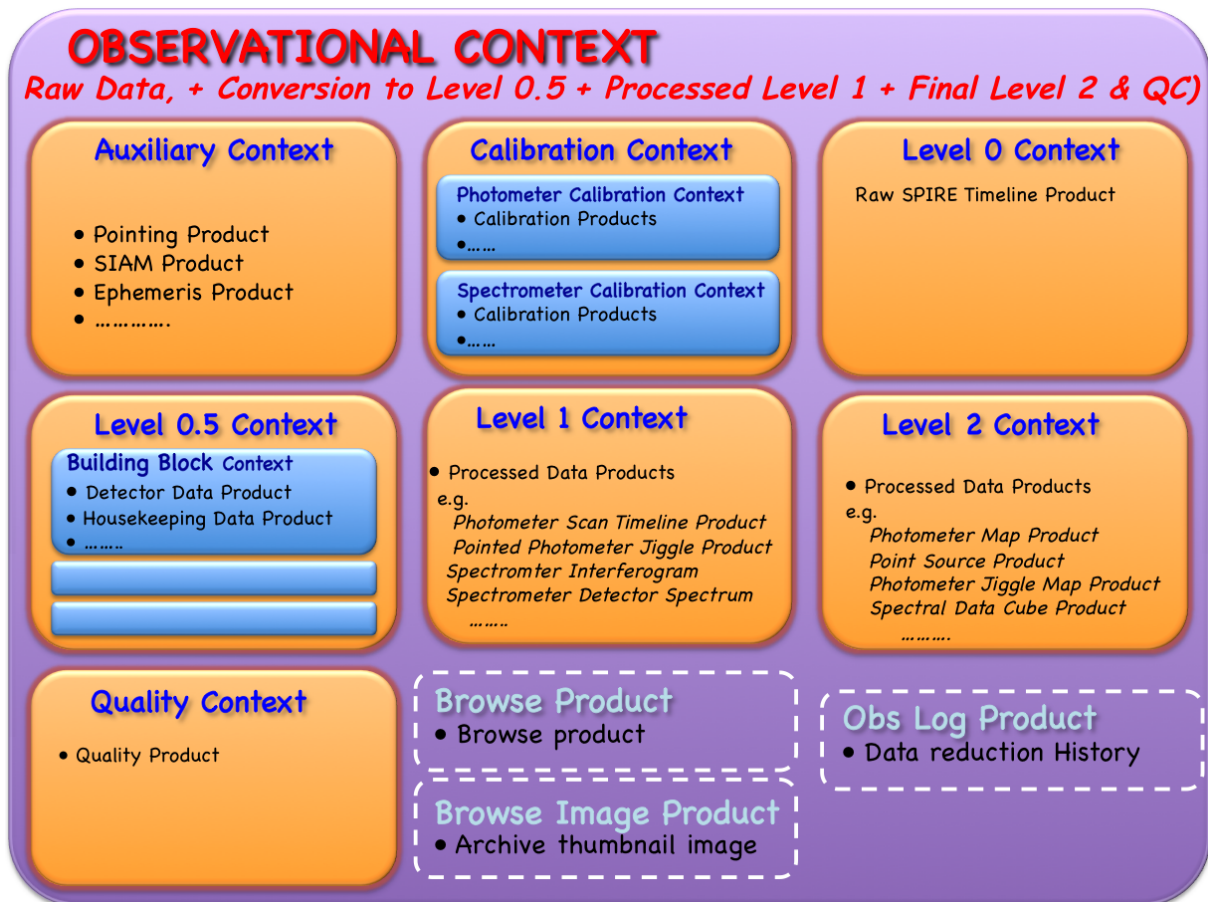 OBSERVATIONAL CONTEXT
Raw Data, + Conversion to Level 0.5 + Processed Level 1 + Final Level 2 & QC)
Auxiliary Context
• Pointing Product
• SIAM Product
• Ephemeris Product
• ………….
Calibration Context
Photometer Calibration Context
• Calibration Products
•……
Spectrometer Calibration Context
• Calibration Products
•……
Level 0 Context
Raw SPIRE Timeline Product
Level 0.5 Context
Building Block Context
• Detector Data Product
• Housekeeping Data Product
• ……..
Level 1 Context
• Processed Data Products
e.g.
Photometer Scan Timeline Product
Pointed Photometer Jiggle Product
Spectromter Interferogram
Spectrometer Detector Spectrum
……..
Level 2 Context
• Processed Data Products
e.g.
Photometer Map Product
Point Source Product
Photometer Jiggle Map Product
Spectral Data Cube Product
……….
Quality Context
• Quality Product
Browse Product
• Browse product
Browse Image Product
• Archive thumbnail image
Obs Log Product
• Data reduction History